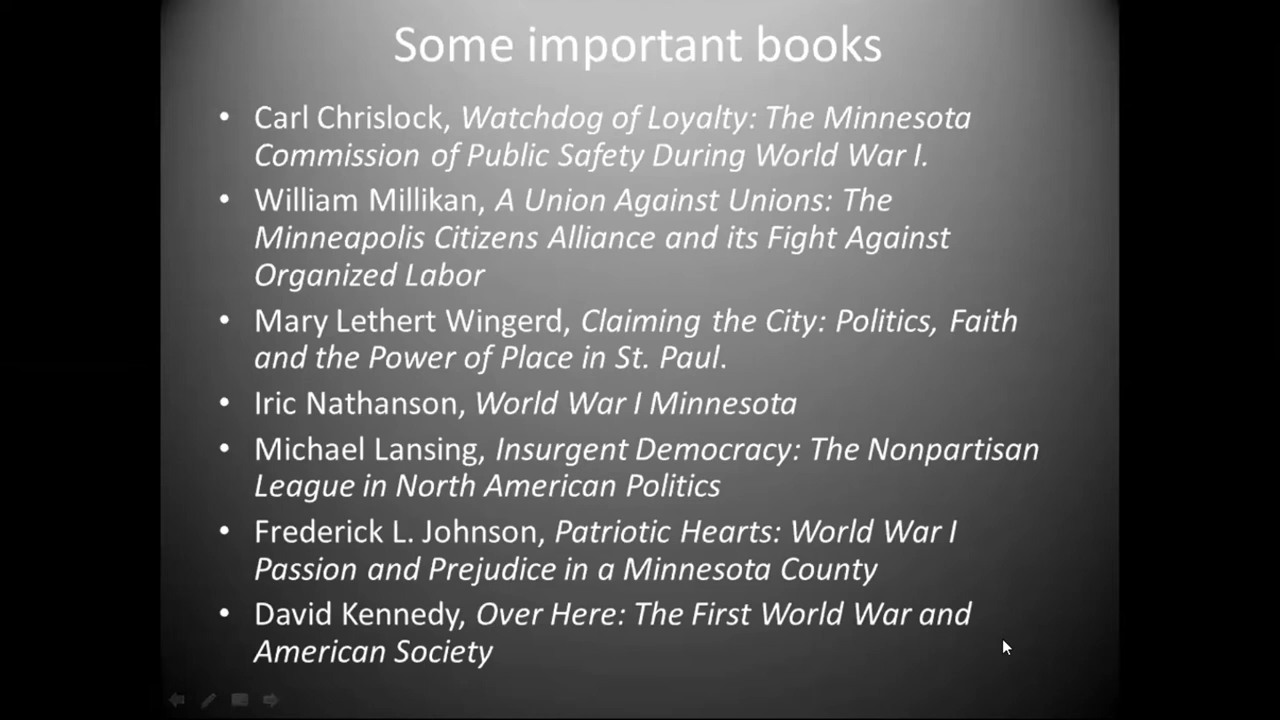 Some important books
• Carl Chrislock, Watchdog of Loyalty: The Minnesota
Commission of Public Safety During World War I.
• William Millikan, A Union Against Unions: The
Minneapolis Citizens Alliance and its Fight Against
Organized Labor
• Mary Lethert Wingerd, Claiming the City: Politics, Faith
and the Power of Place in St. Paul.
• Iric Nathanson, World War I Minnesota
• Michael Lansing, Insurgent Democracy: The Nonpartisan
League in North American Politics
• Frederick L. Johnson, Patriotic Hearts: World War I
Passion and Prejudice in a Minnesota County
• David Kennedy, Over Here: The First World War and
American Society